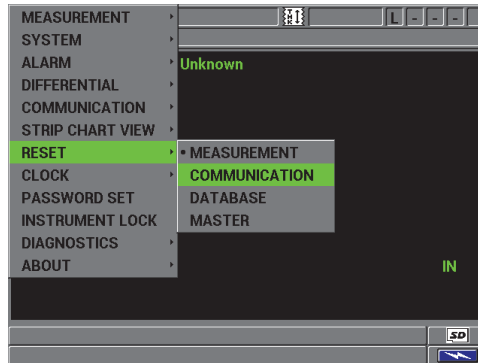 MEASUREMENT
L - - -
SYSTEM
ALARM
Unknown
DIFFERENTIAL
COMMUNICATION
STRIP CHART VIEW
RESET
• MEASUREMENT
CLOCK
COMMUNICATION
PASSWORD SET
DATABASE
INSTRUMENT LOCK
MASTER
DIAGNOSTICS
ABOUT
IN
SD